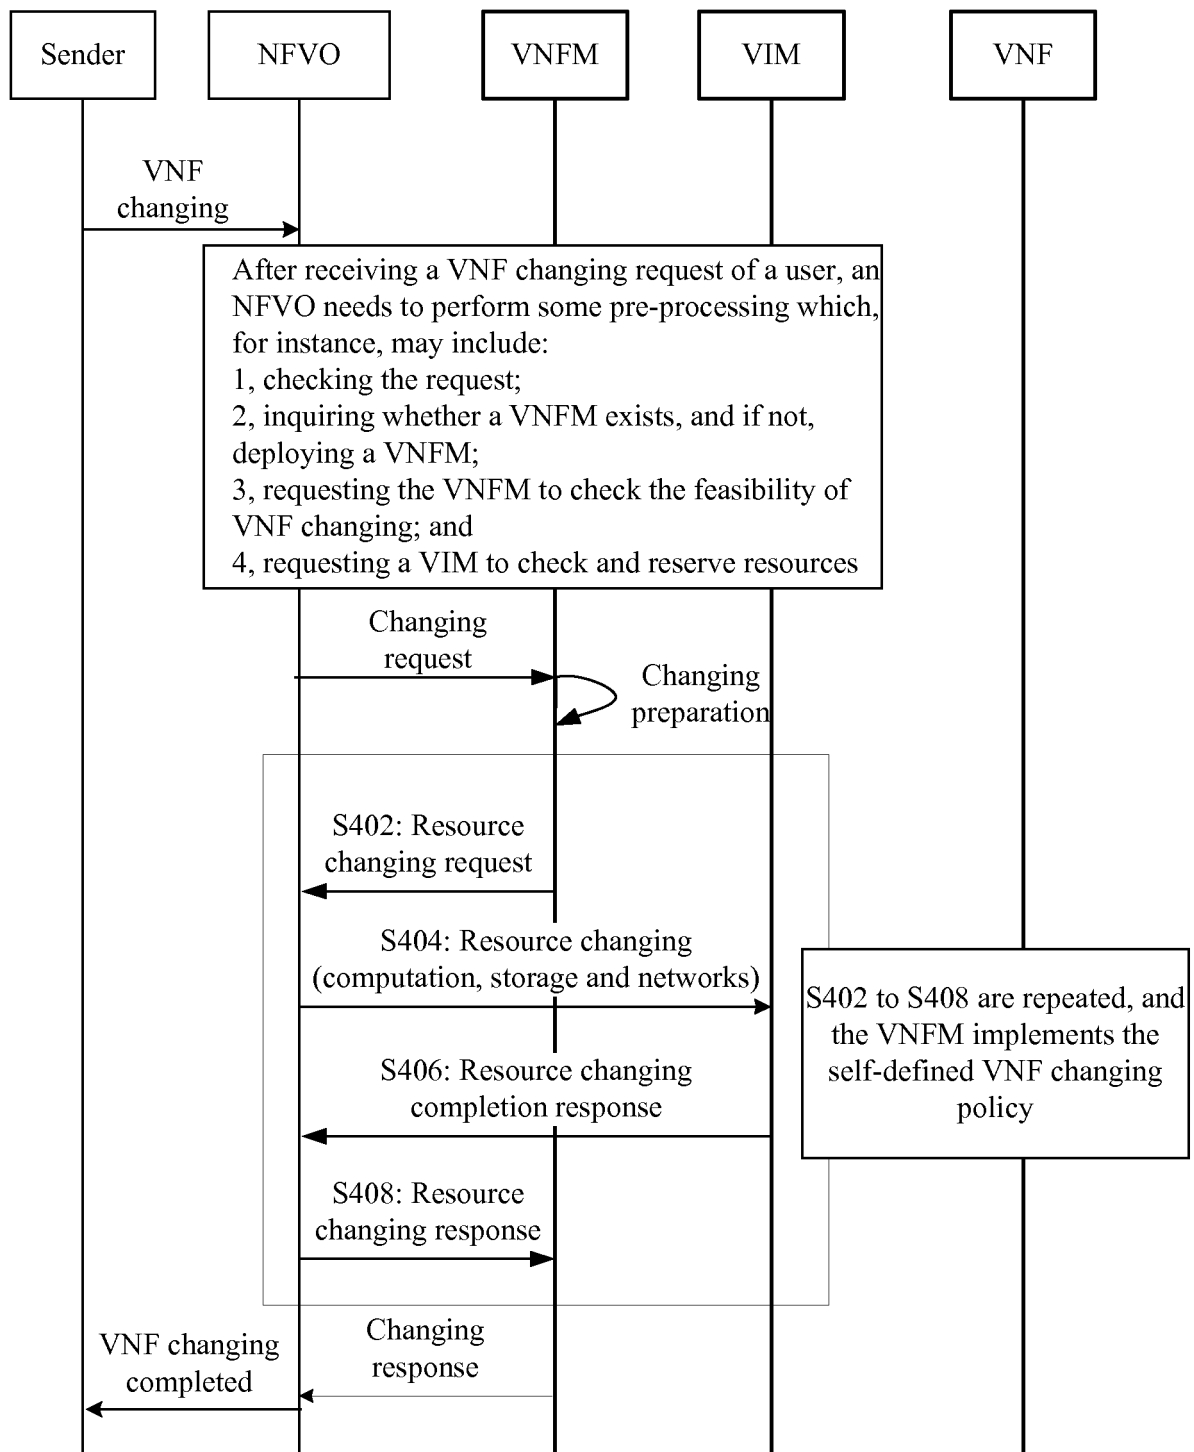 Sender
NFVO
VNFM
VIM
VNF
VNF
changing
After receiving a VNF changing request of a user, an
NFVO needs to perform some pre-processing which,
for instance, may include:
1, checking the request;
2, inquiring whether a VNFM exists, and if not,
deploying a VNFM;
3, requesting the VNFM to check the feasibility of
VNF changing; and
4, requesting a VIM to check and reserve resources
Changing
request
Changing
preparation
S402: Resource
changing request
S404: Resource changing
(computation, storage and networks)
S402 to S408 are repeated, and
the VNFM implements the
self-defined VNF changing
policy
S406: Resource changing
completion response
S408: Resource
changing response
Changing
response
VNF changing
completed